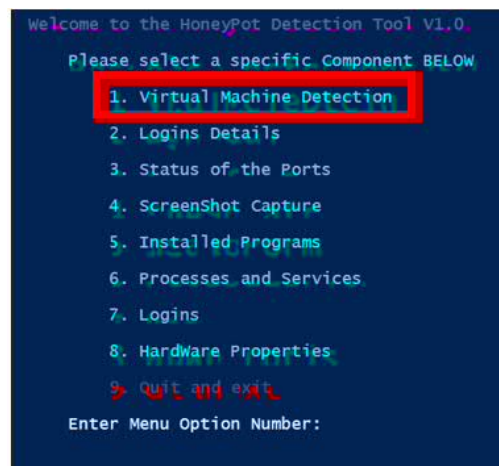 Welcome to the HoneyPot Detection Tool V1.0.
Please select a specific Component BELOW
1. Virtual Machine Detection
2. Logins Details
3. Status of the Ports
4. ScreenShot Capture
5. Installed Programs
6. Processes and Services
7. Logins
8. HardWare Properties
9. Quit and exit
Enter Menu Option Number: